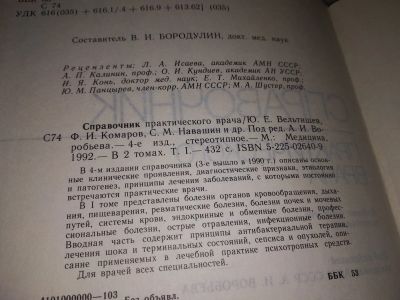 С 74
УДК 616(035) + 616.1/.4 + 616.9 + 613.62] (035)
Составитель В. И. БОРОДУЛИН, докт. мед. наук
Рецензенты: Л. А. Исаева, академик АМН СССР,
А. П. Калинин, проф.; О. И. Кундиев, академик АН УССР,
И. Я. Конь, доктор мед. наук; Е. Т. Михайленко, проф.;
Ю. М. Панцырев, член-корр. АМН СССР; М. А. Шустер, проф.
Справочник практического врача/Ю. Е. Вельтищев,
С74 Ф. И. Комаров, С. М. Навашин и др. Под ред. А. И. Во-
робьева.— 4-е изд., стереотипное.— М.: Медицина,
1992.— В 2 томах. Т. 1.— 432 с. ISBN 5-225-02640-9
В 4-м издании справочника (3-е вышло в 1990 г.) описаны основ-
ные клинические проявления, диагностические признаки, этиология
и патогенез, принципы лечения заболеваний, с которыми постоянно
встречаются практические врачи.
В I томе представлены болезни органов кровообращения, дыха-
ния, пищеварения, ревматические болезни, болезни почек и мочевых
путей, системы крови, эндокринные и обменные болезни, профес-
сиональные болезни, острые отравления, инфекционные болезни.
Вводная часть содержит принципы антибактериальной терапии,
лечения шока и терминальных состояний, сепсиса и опухолей, опи-
сание применяемых в лечебной практике психотропных средств.
Для врачей всех специальностей.
4101000000—103
Без объявл.
ББК 53